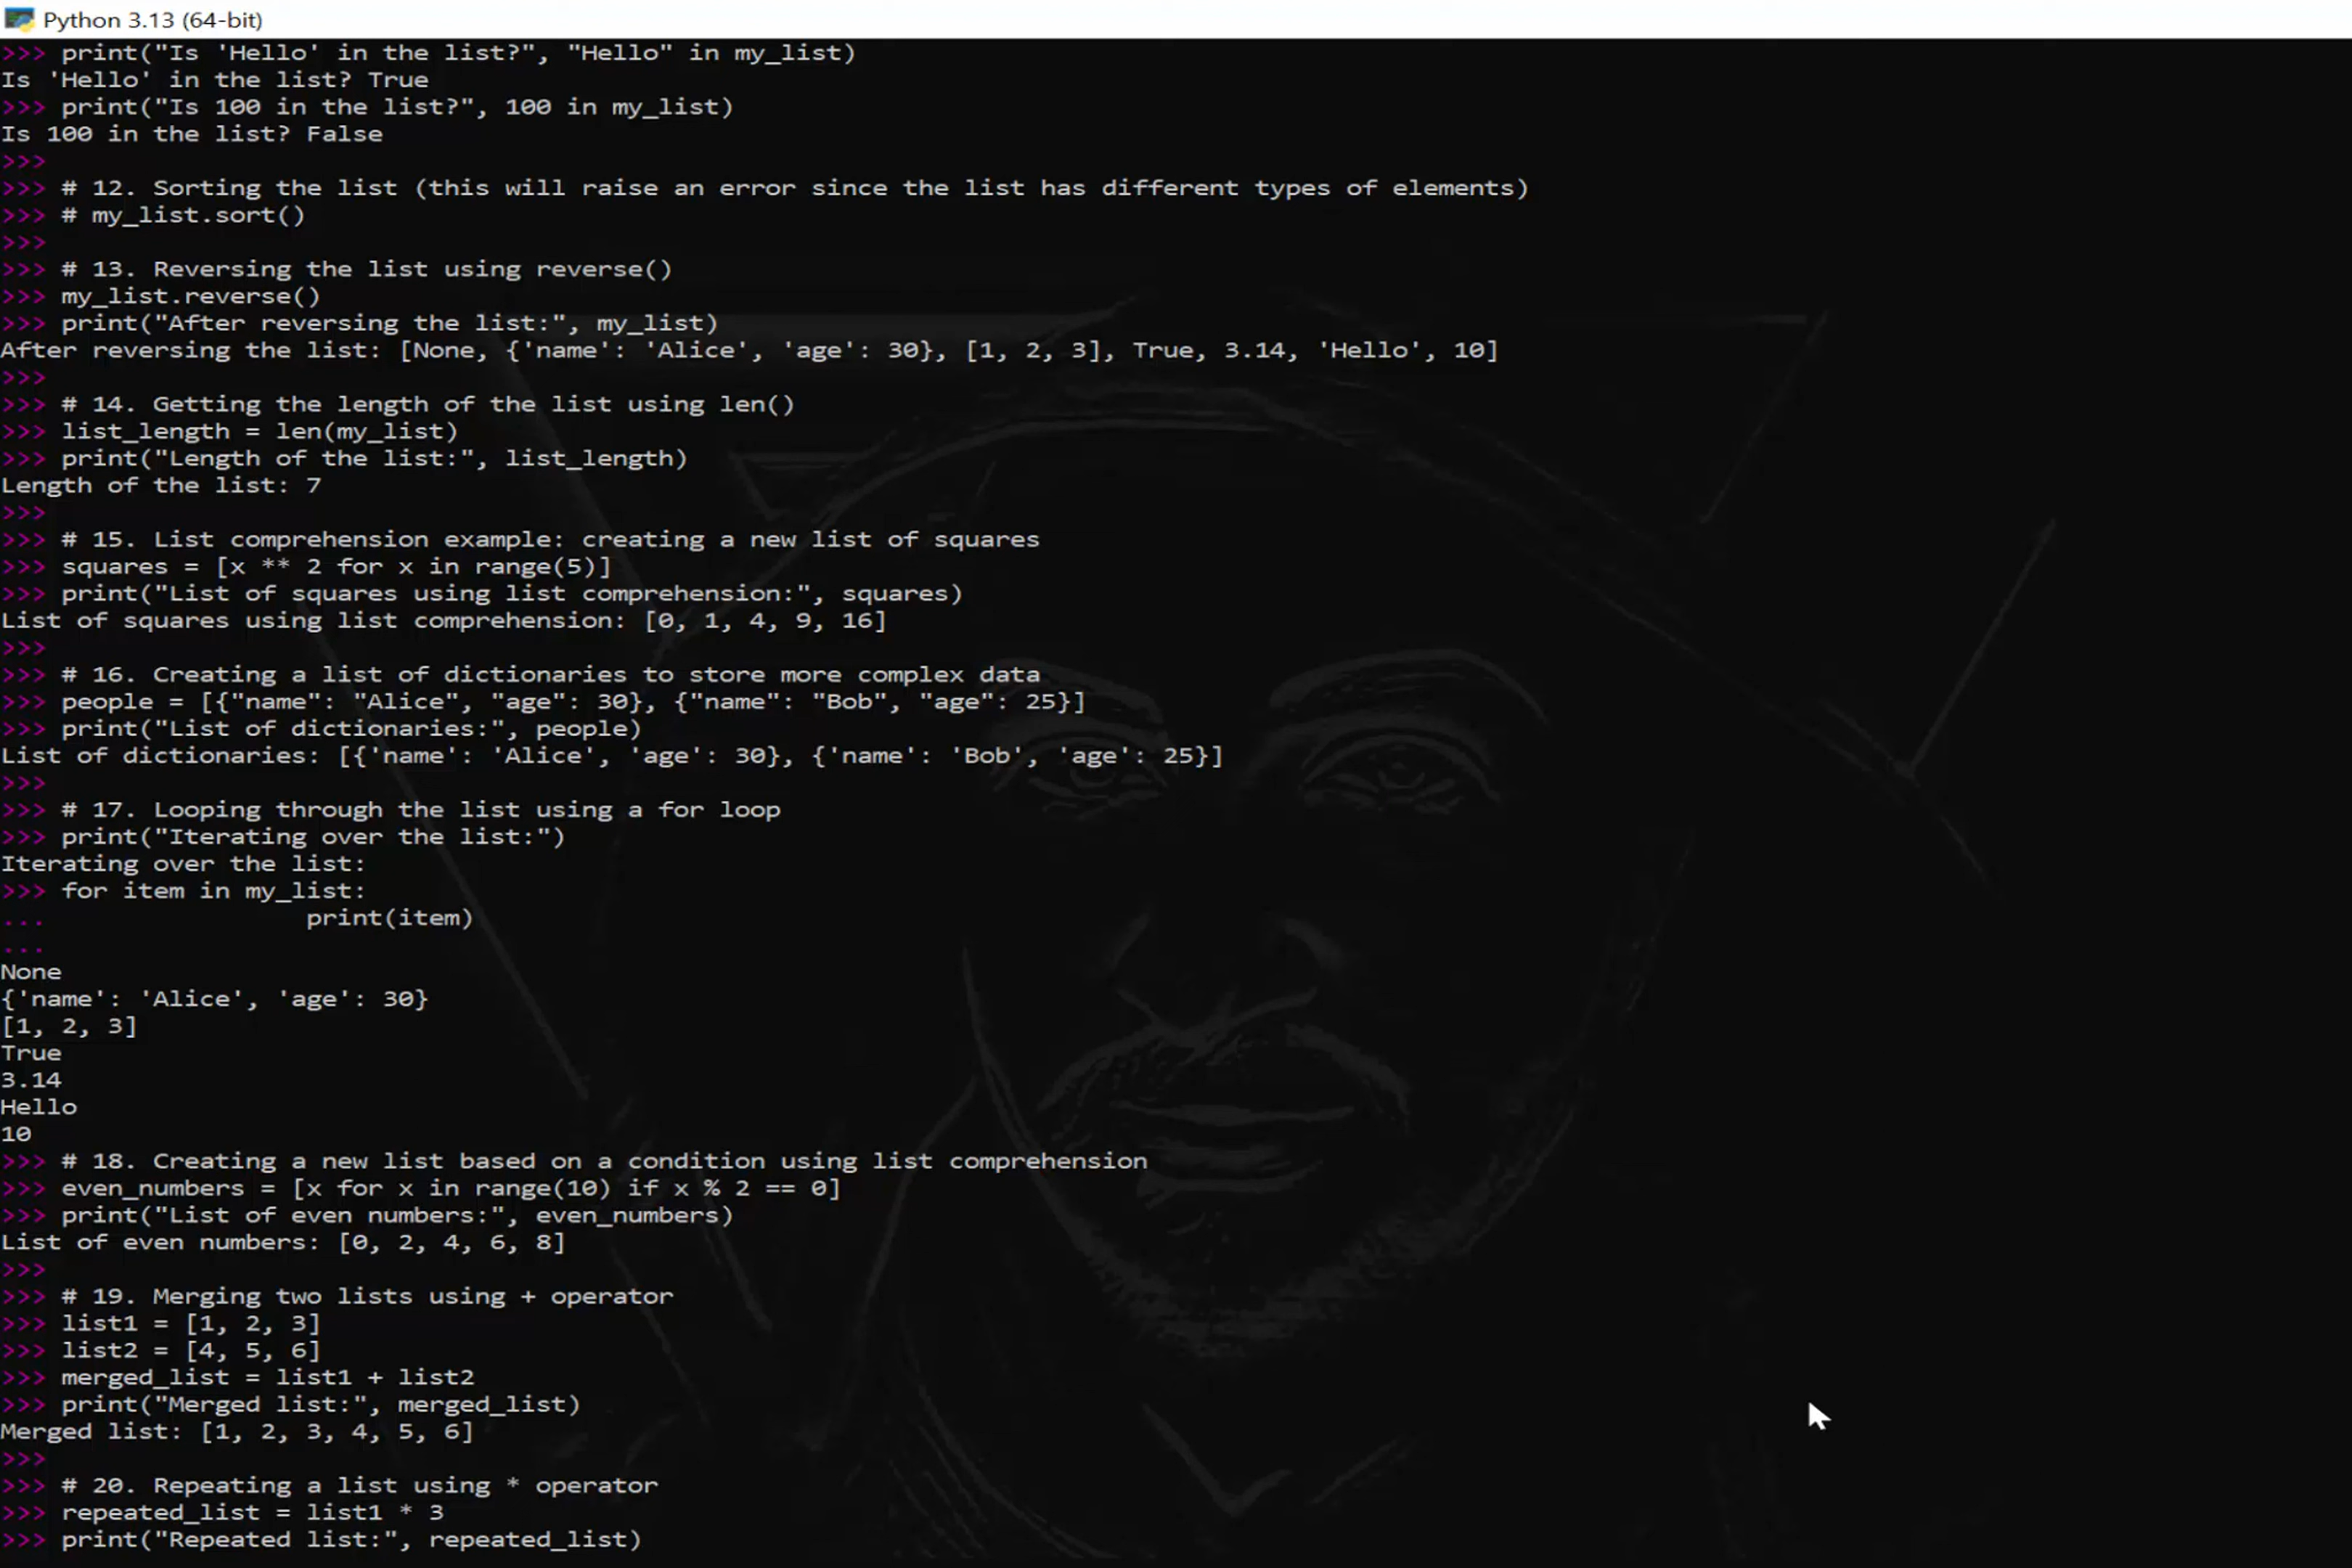 Python 3.13 (64-bit)
>>> print("Is 'Hello' in the list?", "Hello" in my_list)
Is 'Hello' in the list? True
>>> print("Is 100 in the list?", 100 in my_list)
Is 100 in the list? False
>>>
>>> # 12. Sorting the list (this will raise an error since the list has different types of elements)
>>> # my_list.sort()
>>>
>>> # 13. Reversing the list using reverse()
>>> my_list.reverse()
>>> print("After reversing the list:", my_list)
After reversing the list: [None, {'name': 'Alice', 'age': 30}, [1, 2, 3], True, 3.14, 'Hello', 10]
>>>
>>> # 14. Getting the length of the list using len()
>>> list_length = len(my_list)
>>> print("Length of the list:", list_length)
Length of the list: 7
>>>
>>> # 15. List comprehension example: creating a new list of squares
>>> squares = [x ** 2 for x in range(5)]
>>> print("List of squares using list comprehension:", squares)
List of squares using list comprehension: [0, 1, 4, 9, 16]
>>>
>>> # 16. Creating a list of dictionaries to store more complex data
>>> people = [{"name": "Alice", "age": 30}, {"name": "Bob", "age": 25}]
>>> print("List of dictionaries:", people)
List of dictionaries: [{'name': 'Alice', 'age': 30}, {'name': 'Bob', 'age': 25}]
>>>
>>> # 17. Looping through the list using a for loop
>>> print("Iterating over the list:")
Iterating over the list:
>>> for item in my_list:
...                 print(item)
...
None
{'name': 'Alice', 'age': 30}
[1, 2, 3]
True
3.14
Hello
10
>>> # 18. Creating a new list based on a condition using list comprehension
>>> even_numbers = [x for x in range(10) if x % 2 == 0]
>>> print("List of even numbers:", even_numbers)
List of even numbers: [0, 2, 4, 6, 8]
>>>
>>> # 19. Merging two lists using + operator
>>> list1 = [1, 2, 3]
>>> list2 = [4, 5, 6]
>>> merged_list = list1 + list2
>>> print("Merged list:", merged_list)
Merged list: [1, 2, 3, 4, 5, 6]
>>>
>>> # 20. Repeating a list using * operator
>>> repeated_list = list1 * 3
>>> print("Repeated list:", repeated_list)